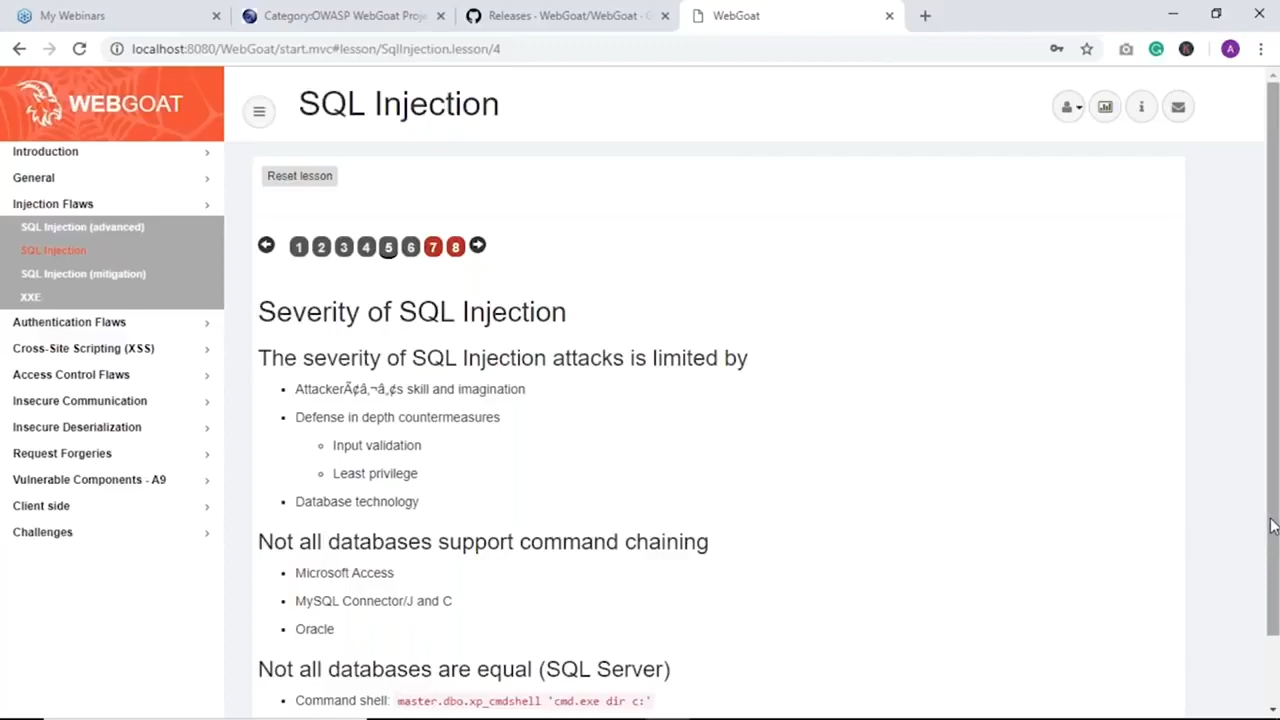 My Webinars
Category:OWASP WebGoat Proje
Releases · WebGoat/WebGoat · G
WebGoat
localhost:8080/WebGoat/start.mvc#lesson/SqlInjection.lesson/4
A
WEBGOAT
SQL Injection
Introduction
General
Injection Flaws
SQL Injection (advanced)
SQL Injection
SQL Injection (mitigation)
XXE
Authentication Flaws
Cross-Site Scripting (XSS)
Access Control Flaws
Insecure Communication
Insecure Deserialization
Request Forgeries
Vulnerable Components - A9
Client side
Challenges
Reset lesson
1 2 3 4 5 6 7 8
Severity of SQL Injection
The severity of SQL Injection attacks is limited by
AttackerÃ¢â‚¬â„¢s skill and imagination
Defense in depth countermeasures
Input validation
Least privilege
Database technology
Not all databases support command chaining
Microsoft Access
MySQL Connector/J and C
Oracle
Not all databases are equal (SQL Server)
Command shell: master.dbo.xp_cmdshell 'cmd.exe dir c:'